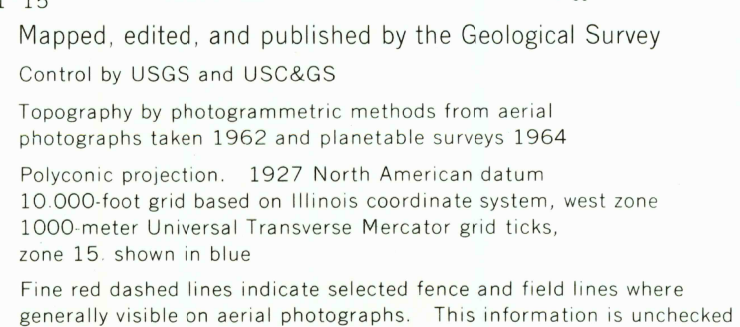 15
Mapped, edited, and published by the Geological Survey
Control by USGS and USC&GS
Topography by photogrammetric methods from aerial
photographs taken 1962 and planetable surveys 1964
Polyconic projection. 1927 North American datum
10.000-foot grid based on Illinois coordinate system, west zone
1000-meter Universal Transverse Mercator grid ticks,
zone 15. shown in blue
Fine red dashed lines indicate selected fence and field lines where
generally visible on aerial photographs. This information is unchecked